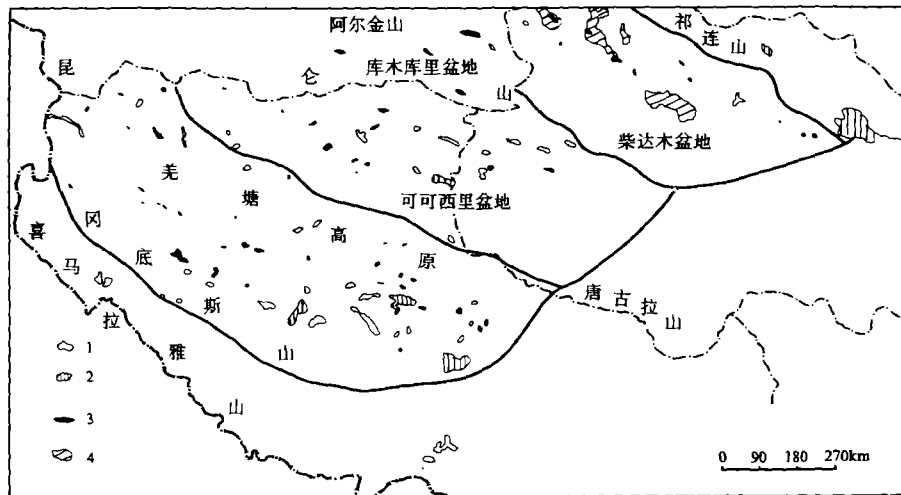 阿尔金山
祁连山
昆仑山
库木库里盆地
柴达木盆地
羌塘高原
可可西里盆地
冈底斯山
喜马拉雅山
唐古拉山
1
2
3
4
0 90 180 270km